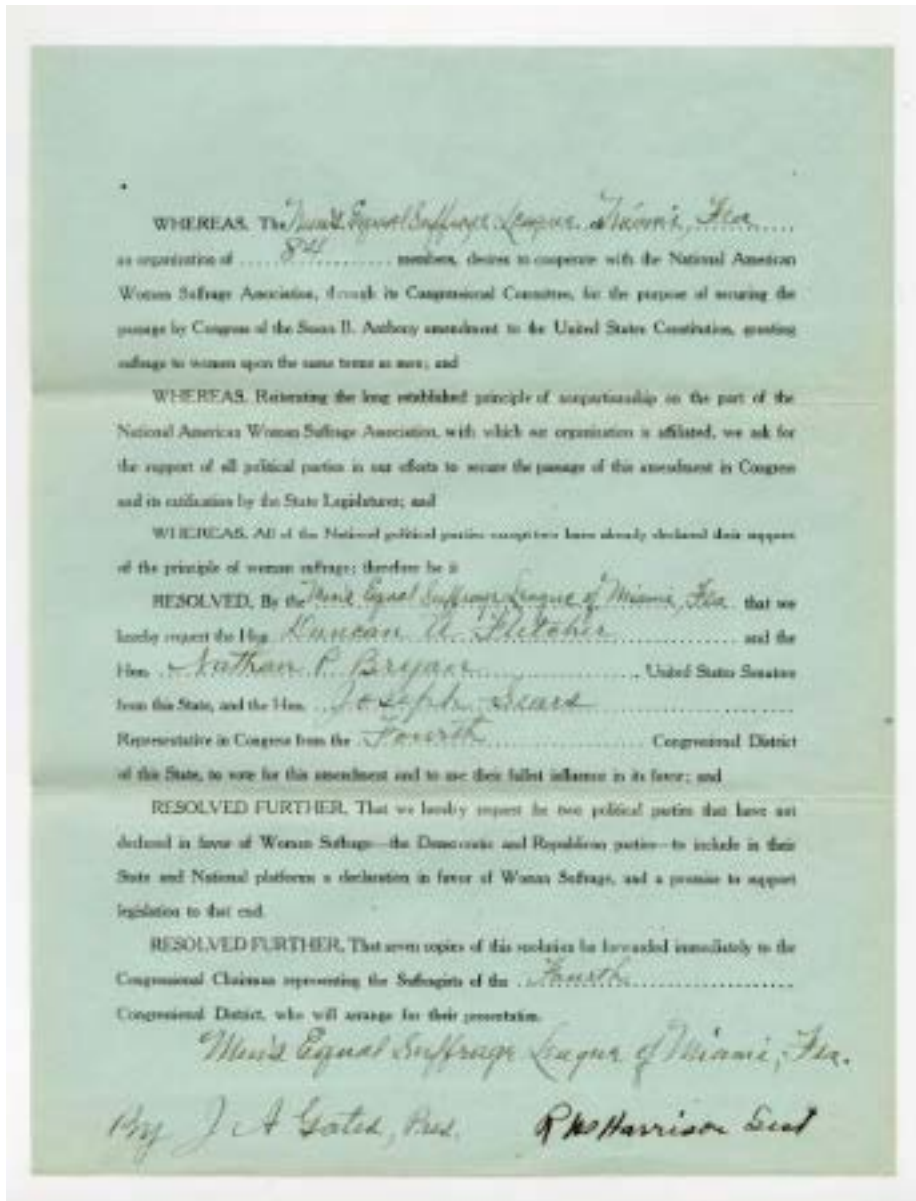 WHEREAS. The Men's Equal Suffrage League of Miami, Fla
an organization of 84 members, desires to cooperate with the National American
Woman Suffrage Association, through its Congressional Committee, for the purpose of securing the
passage by Congress of the Susan B. Anthony amendment to the United States Constitution, granting
suffrage to women upon the same terms as men; and
WHEREAS. Reiterating the long established principle of nonpartisanship on the part of the
National American Woman Suffrage Association, with which our organization is affiliated, we ask for
the support of all political parties in our efforts to secure the passage of this amendment in Congress
and its ratification by the State Legislatures; and
WHEREAS. All of the National political parties except two have already declared their support
of the principle of woman suffrage; therefore be it
RESOLVED. By the Men's Equal Suffrage League of Miami, Fla that we
hereby request the Hon. Duncan U. Fletcher and the
Hon. Nathan P. Bryan, United States Senators
from this State, and the Hon. Joseph Sears
Representative in Congress from the Fourth Congressional District
of this State, to vote for this amendment and to use their fullest influence in its favor; and
RESOLVED FURTHER. That we hereby request the two political parties that have not
declared in favor of Woman Suffrage—the Democratic and Republican parties—to include in their
State and National platforms a declaration in favor of Woman Suffrage, and a promise to support
legislation to that end.
RESOLVED FURTHER. That seven copies of this resolution be forwarded immediately to the
Congressional Chairman representing the Suffragists of the Fourth
Congressional District, who will arrange for their presentation.
Men's Equal Suffrage League of Miami, Fla.
By J A Gates, Pres. Harrison